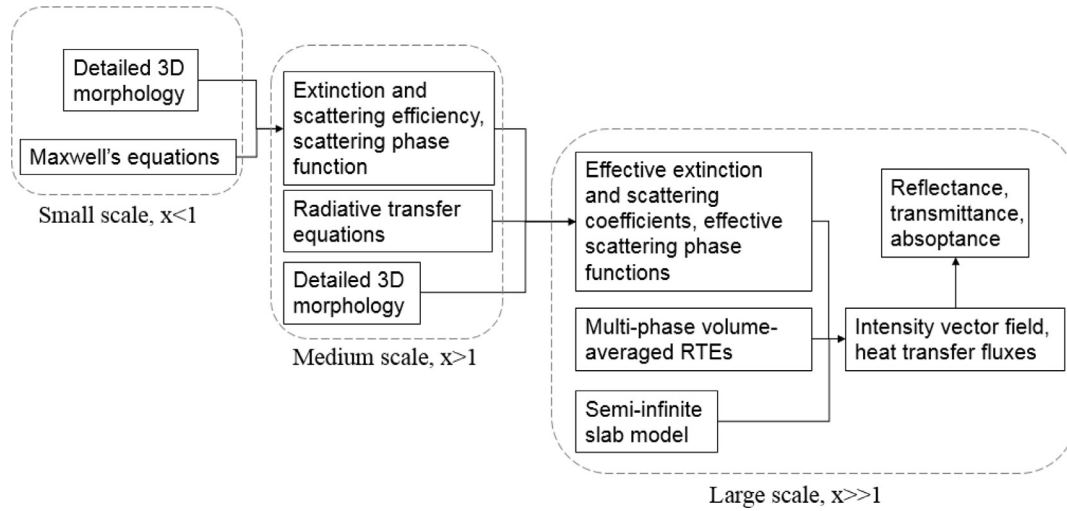 Detailed 3D
morphology
Maxwell's equations
Small scale, x<1
Extinction and
scattering efficiency,
scattering phase
function
Radiative transfer
equations
Detailed 3D
morphology
Medium scale, x>1
Effective extinction
and scattering
coefficients, effective
scattering phase
functions
Multi-phase volume-
averaged RTEs
Semi-infinite
slab model
Reflectance,
transmittance,
absoptance
Intensity vector field,
heat transfer fluxes
Large scale, x>>1